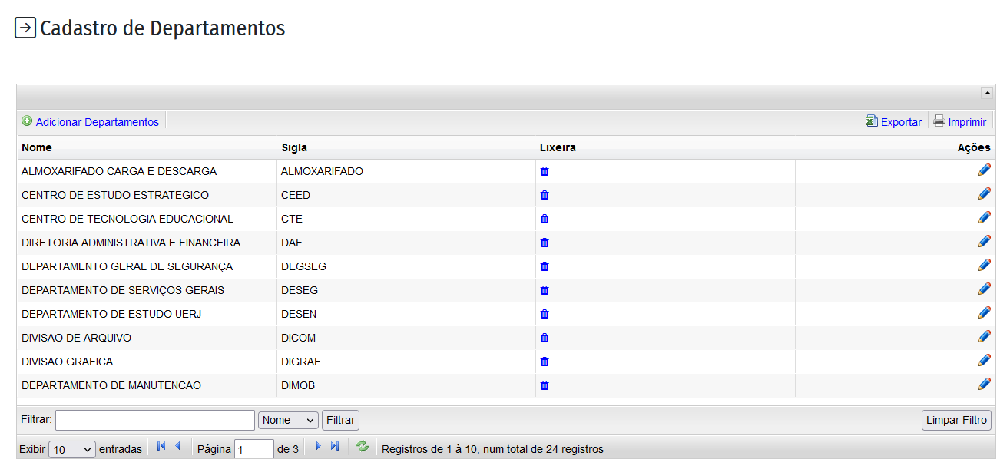 Cadastro de Departamentos
Adicionar Departamentos Exportar Imprimir
Nome Sigla Lixeira Ações
ALMOXARIFADO CARGA E DESCARGA ALMOXARIFADO
CENTRO DE ESTUDO ESTRATEGICO CEED
CENTRO DE TECNOLOGIA EDUCACIONAL CTE
DIRETORIA ADMINISTRATIVA E FINANCEIRA DAF
DEPARTAMENTO GERAL DE SEGURANÇA DEGSEG
DEPARTAMENTO DE SERVIÇOS GERAIS DESEG
DEPARTAMENTO DE ESTUDO UERJ DESEN
DIVISAO DE ARQUIVO DICOM
DIVISAO GRAFICA DIGRAF
DEPARTAMENTO DE MANUTENCAO DIMOB
Filtrar: Nome Filtrar Limpar Filtro
Exibir 10 entradas Página 1 de 3 Registros de 1 à 10, num total de 24 registros